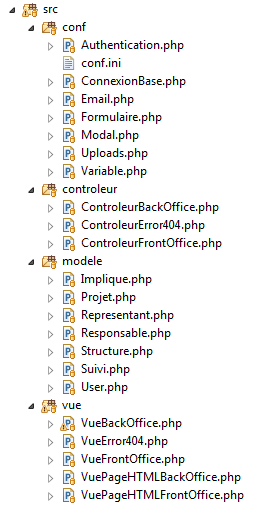 src
conf
Authentication.php
conf.ini
ConnexionBase.php
Email.php
Formulaire.php
Modal.php
Uploads.php
Variable.php
controleur
ControleurBackOffice.php
ControleurError404.php
ControleurFrontOffice.php
modele
Implique.php
Projet.php
Representant.php
Responsable.php
Structure.php
Suivi.php
User.php
vue
VueBackOffice.php
VueError404.php
VueFrontOffice.php
VuePageHTMLBackOffice.php
VuePageHTMLFrontOffice.php